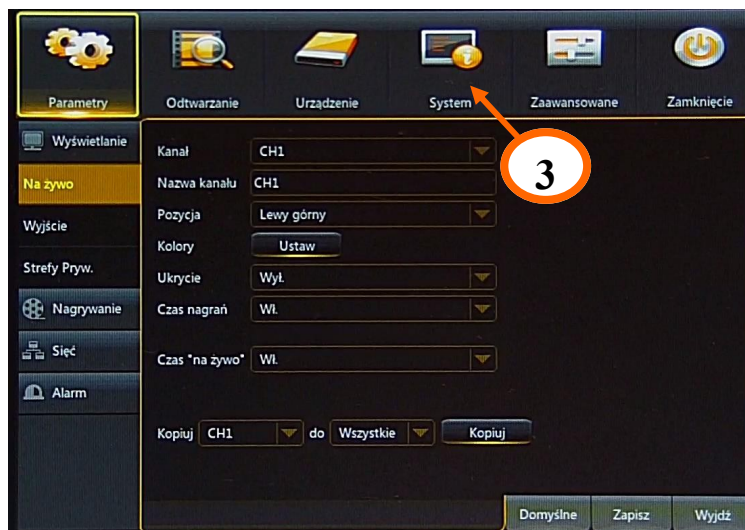 Parametry Odtwarzanie Urządzenie System Zaawansowane Zamknięcie
Wyświetlanie
Na żywo
Wyjście
Strefy Pryw.
Nagrywanie
Sięć
Alarm
Kanał CH1
Nazwa kanału CH1
Pozycja Lewy górny
Kolory Ustaw
Ukrycie Wył.
Czas nagrań Wł.
Czas "na żywo" Wł.
Kopiuj CH1 do Wszystkie Kopiuj
3
Domyślne Zapisz Wyjdż